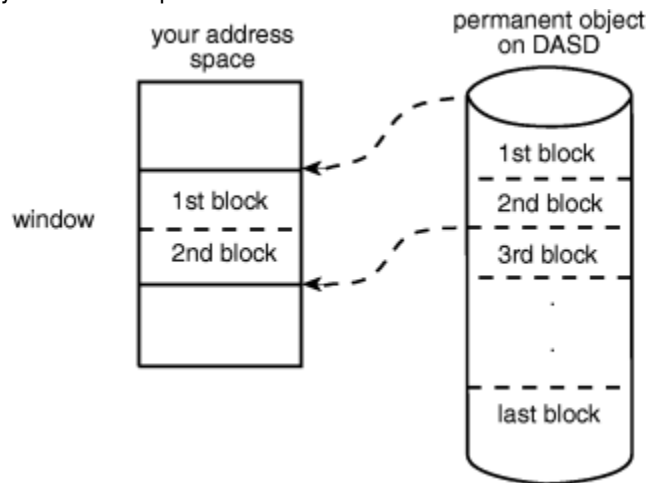 your address
space
permanent object
on DASD
window
1st block
2nd block
1st block
2nd block
3rd block
.
.
last block